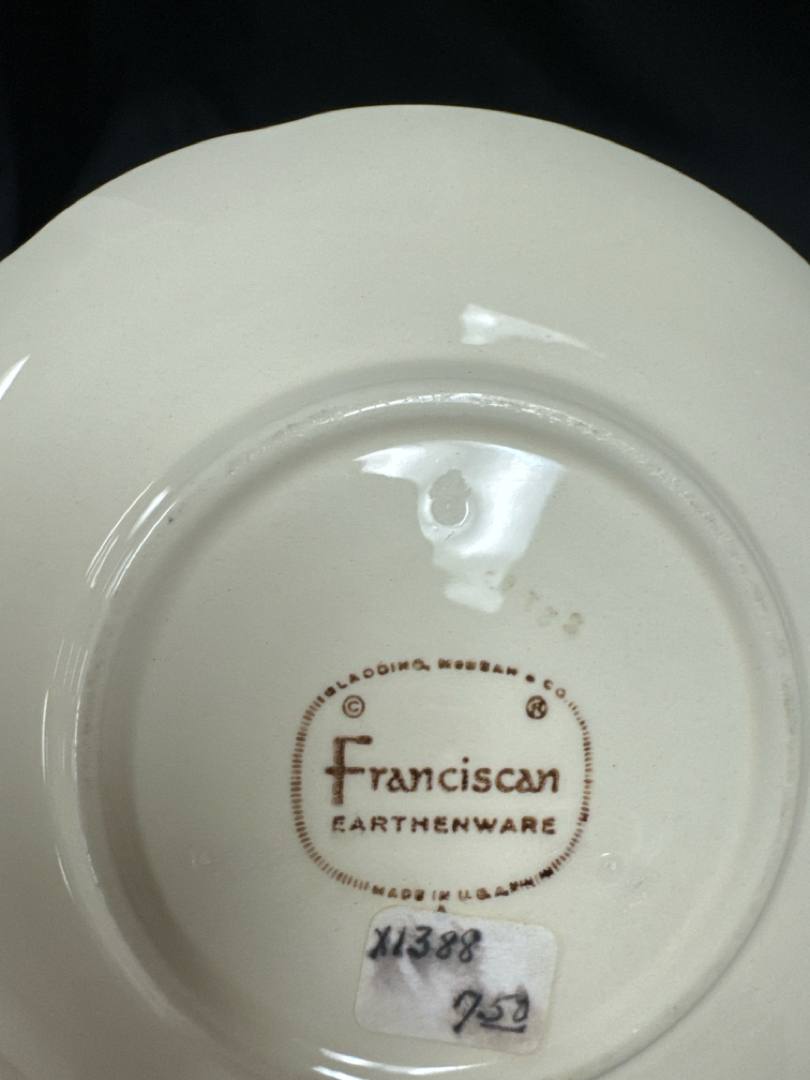 GLADDING, McBEAN & CO.
© ®
Franciscan
EARTHENWARE
MADE IN U.S.A.
X1388
7.50